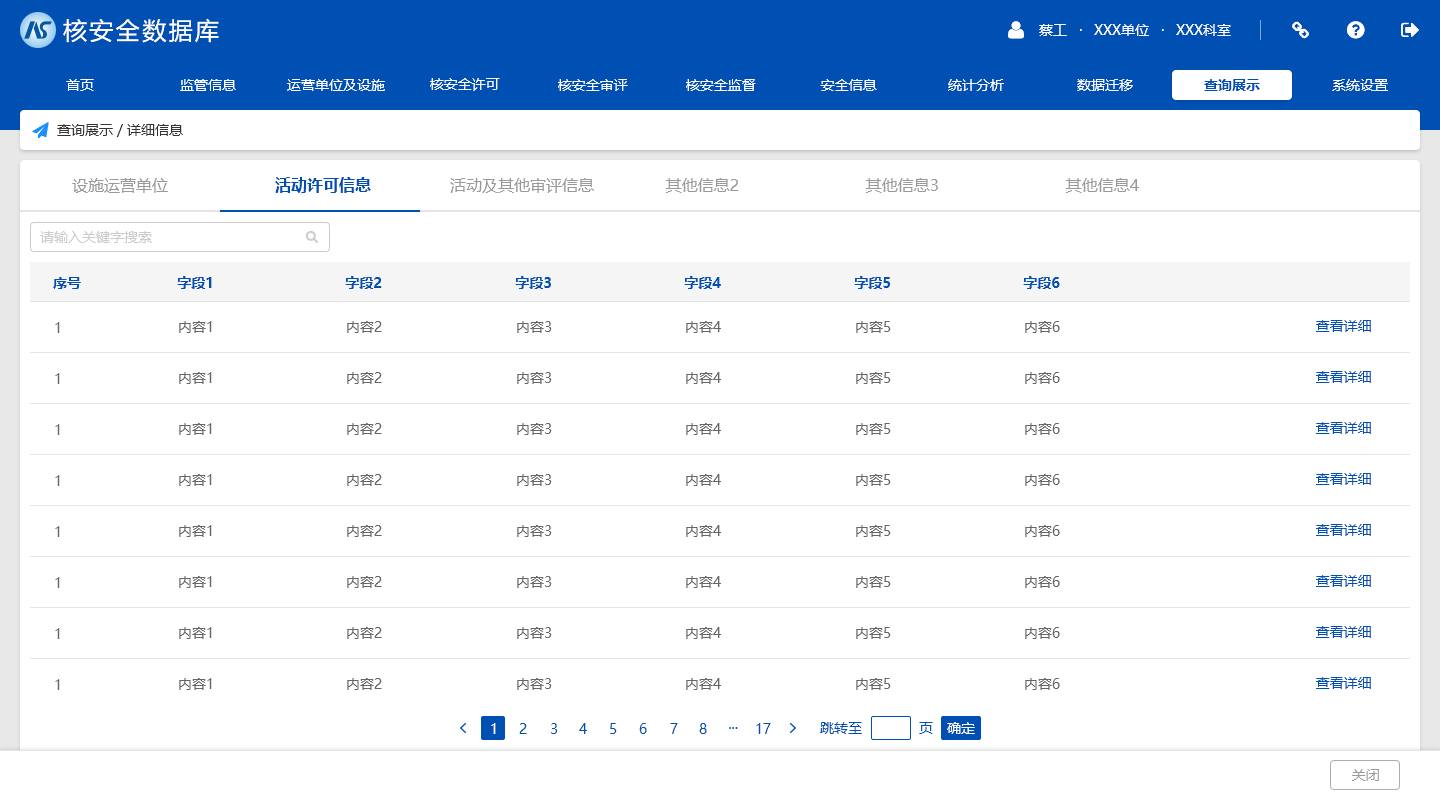 核安全数据库
蔡工 · XXX单位 · XXX科室
首页 监管信息 运营单位及设施 核安全许可 核安全审评 核安全监督 安全信息 统计分析 数据迁移 查询展示 系统设置
查询展示 / 详细信息
设施运营单位 活动许可信息 活动及其他审评信息 其他信息2 其他信息3 其他信息4
请输入关键字搜索
序号 字段1 字段2 字段3 字段4 字段5 字段6
1 内容1 内容2 内容3 内容4 内容5 内容6 查看详细
1 内容1 内容2 内容3 内容4 内容5 内容6 查看详细
1 内容1 内容2 内容3 内容4 内容5 内容6 查看详细
1 内容1 内容2 内容3 内容4 内容5 内容6 查看详细
1 内容1 内容2 内容3 内容4 内容5 内容6 查看详细
1 内容1 内容2 内容3 内容4 内容5 内容6 查看详细
1 内容1 内容2 内容3 内容4 内容5 内容6 查看详细
1 内容1 内容2 内容3 内容4 内容5 内容6 查看详细
< 1 2 3 4 5 6 7 8 ··· 17 > 跳转至 页 确定
关闭